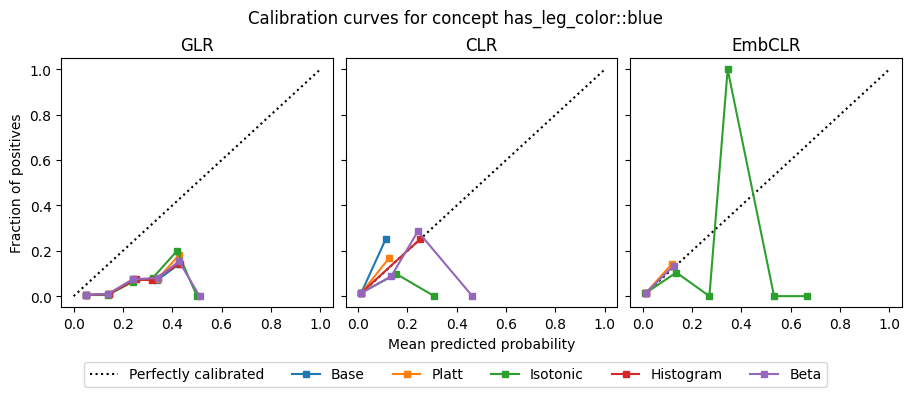 Calibration curves for concept has_leg_color::blue
GLR
CLR
EmbCLR
Fraction of positives
1.0
0.8
0.6
0.4
0.2
0.0
0.0 0.2 0.4 0.6 0.8 1.0
0.0 0.2 0.4 0.6 0.8 1.0
0.0 0.2 0.4 0.6 0.8 1.0
Mean predicted probability
Perfectly calibrated Base Platt Isotonic Histogram Beta